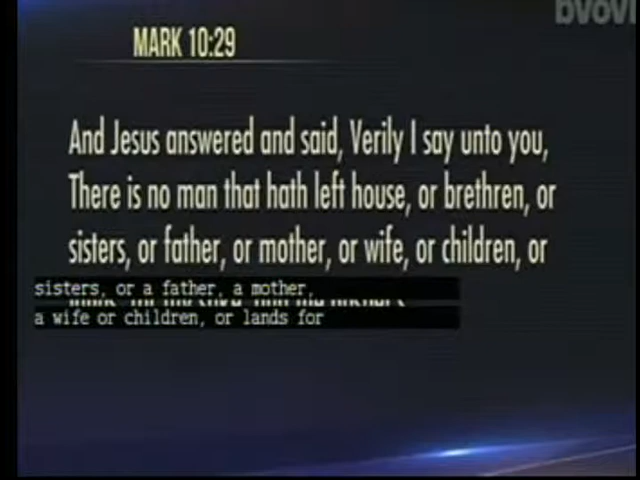 bvovi
MARK 10:29
And Jesus answered and said, Verily I say unto you,
There is no man that hath left house, or brethren, or
sisters, or father, or mother, or wife, or children, or
sisters, or a father, a mother,
a wife or children, or lands for